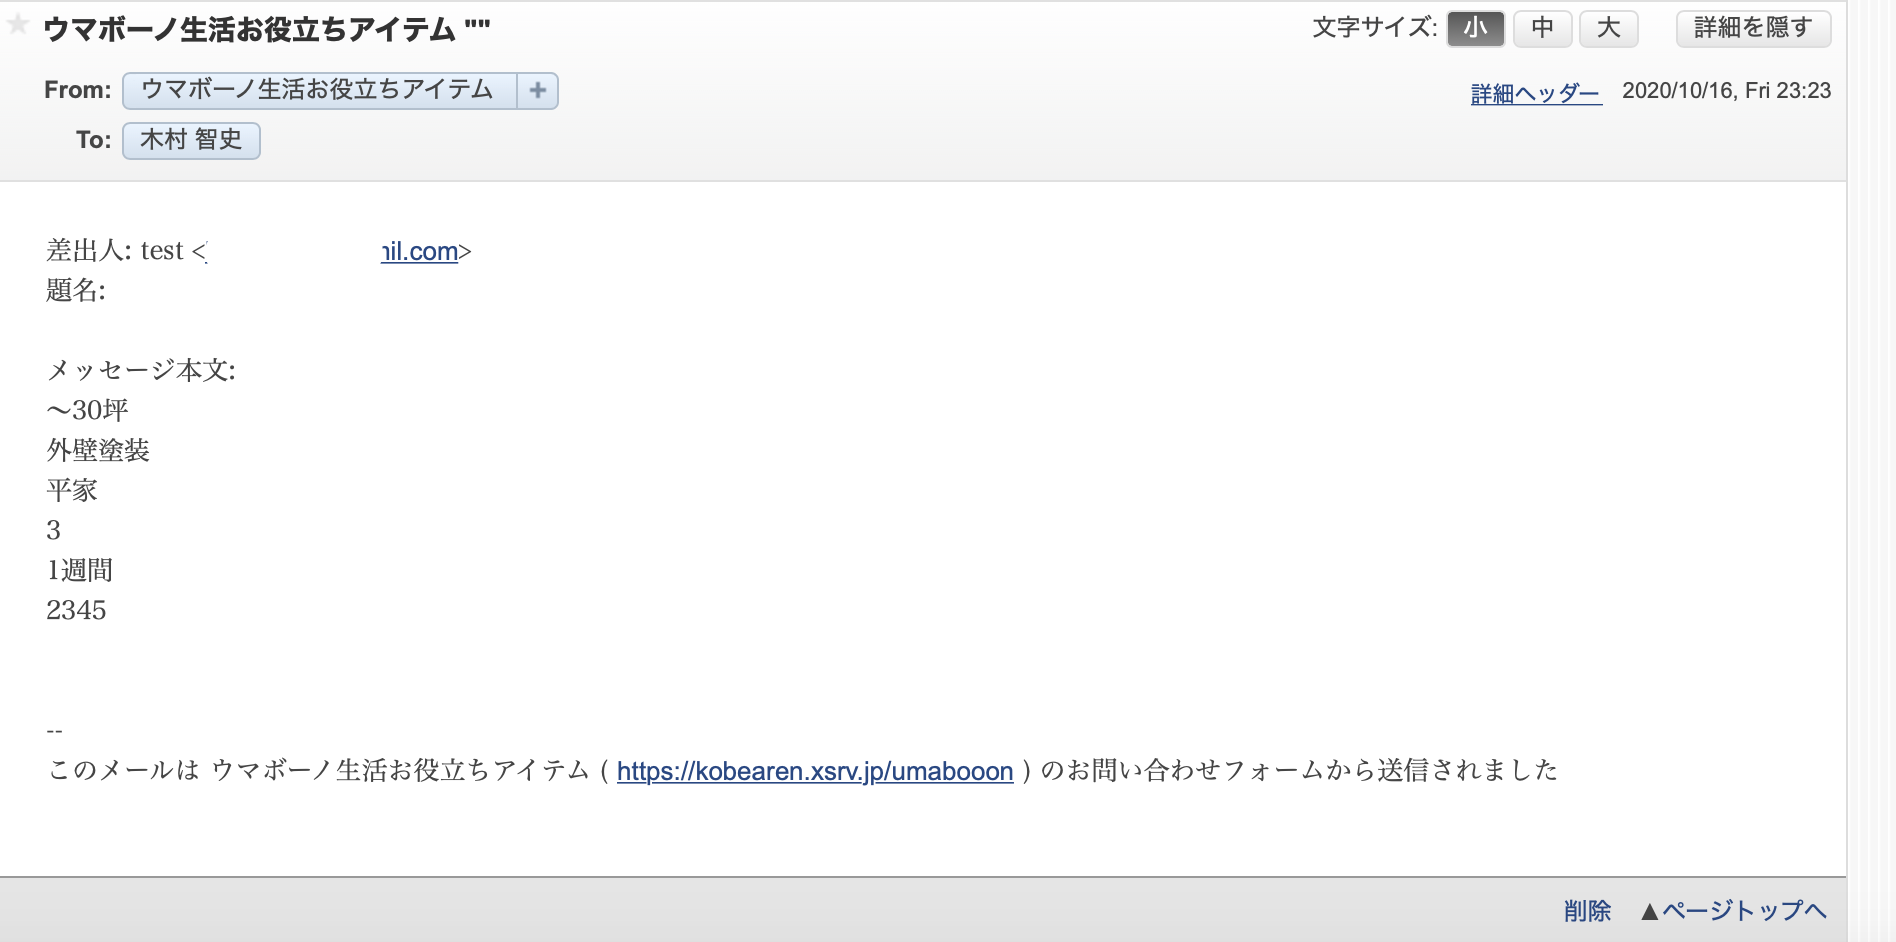 ウマボーノ生活お役立ちアイテム ""
文字サイズ: 小 中 大 詳細を隠す
From: ウマボーノ生活お役立ちアイテム +
詳細ヘッダー 2020/10/16, Fri 23:23
To: 木村 智史
差出人: test < il.com>
題名:
メッセージ本文:
〜30坪
外壁塗装
平家
3
1週間
2345
--
このメールは ウマボーノ生活お役立ちアイテム ( https://kobearen.xsrv.jp/umabooon ) のお問い合わせフォームから送信されました
削除 ▲ページトップへ